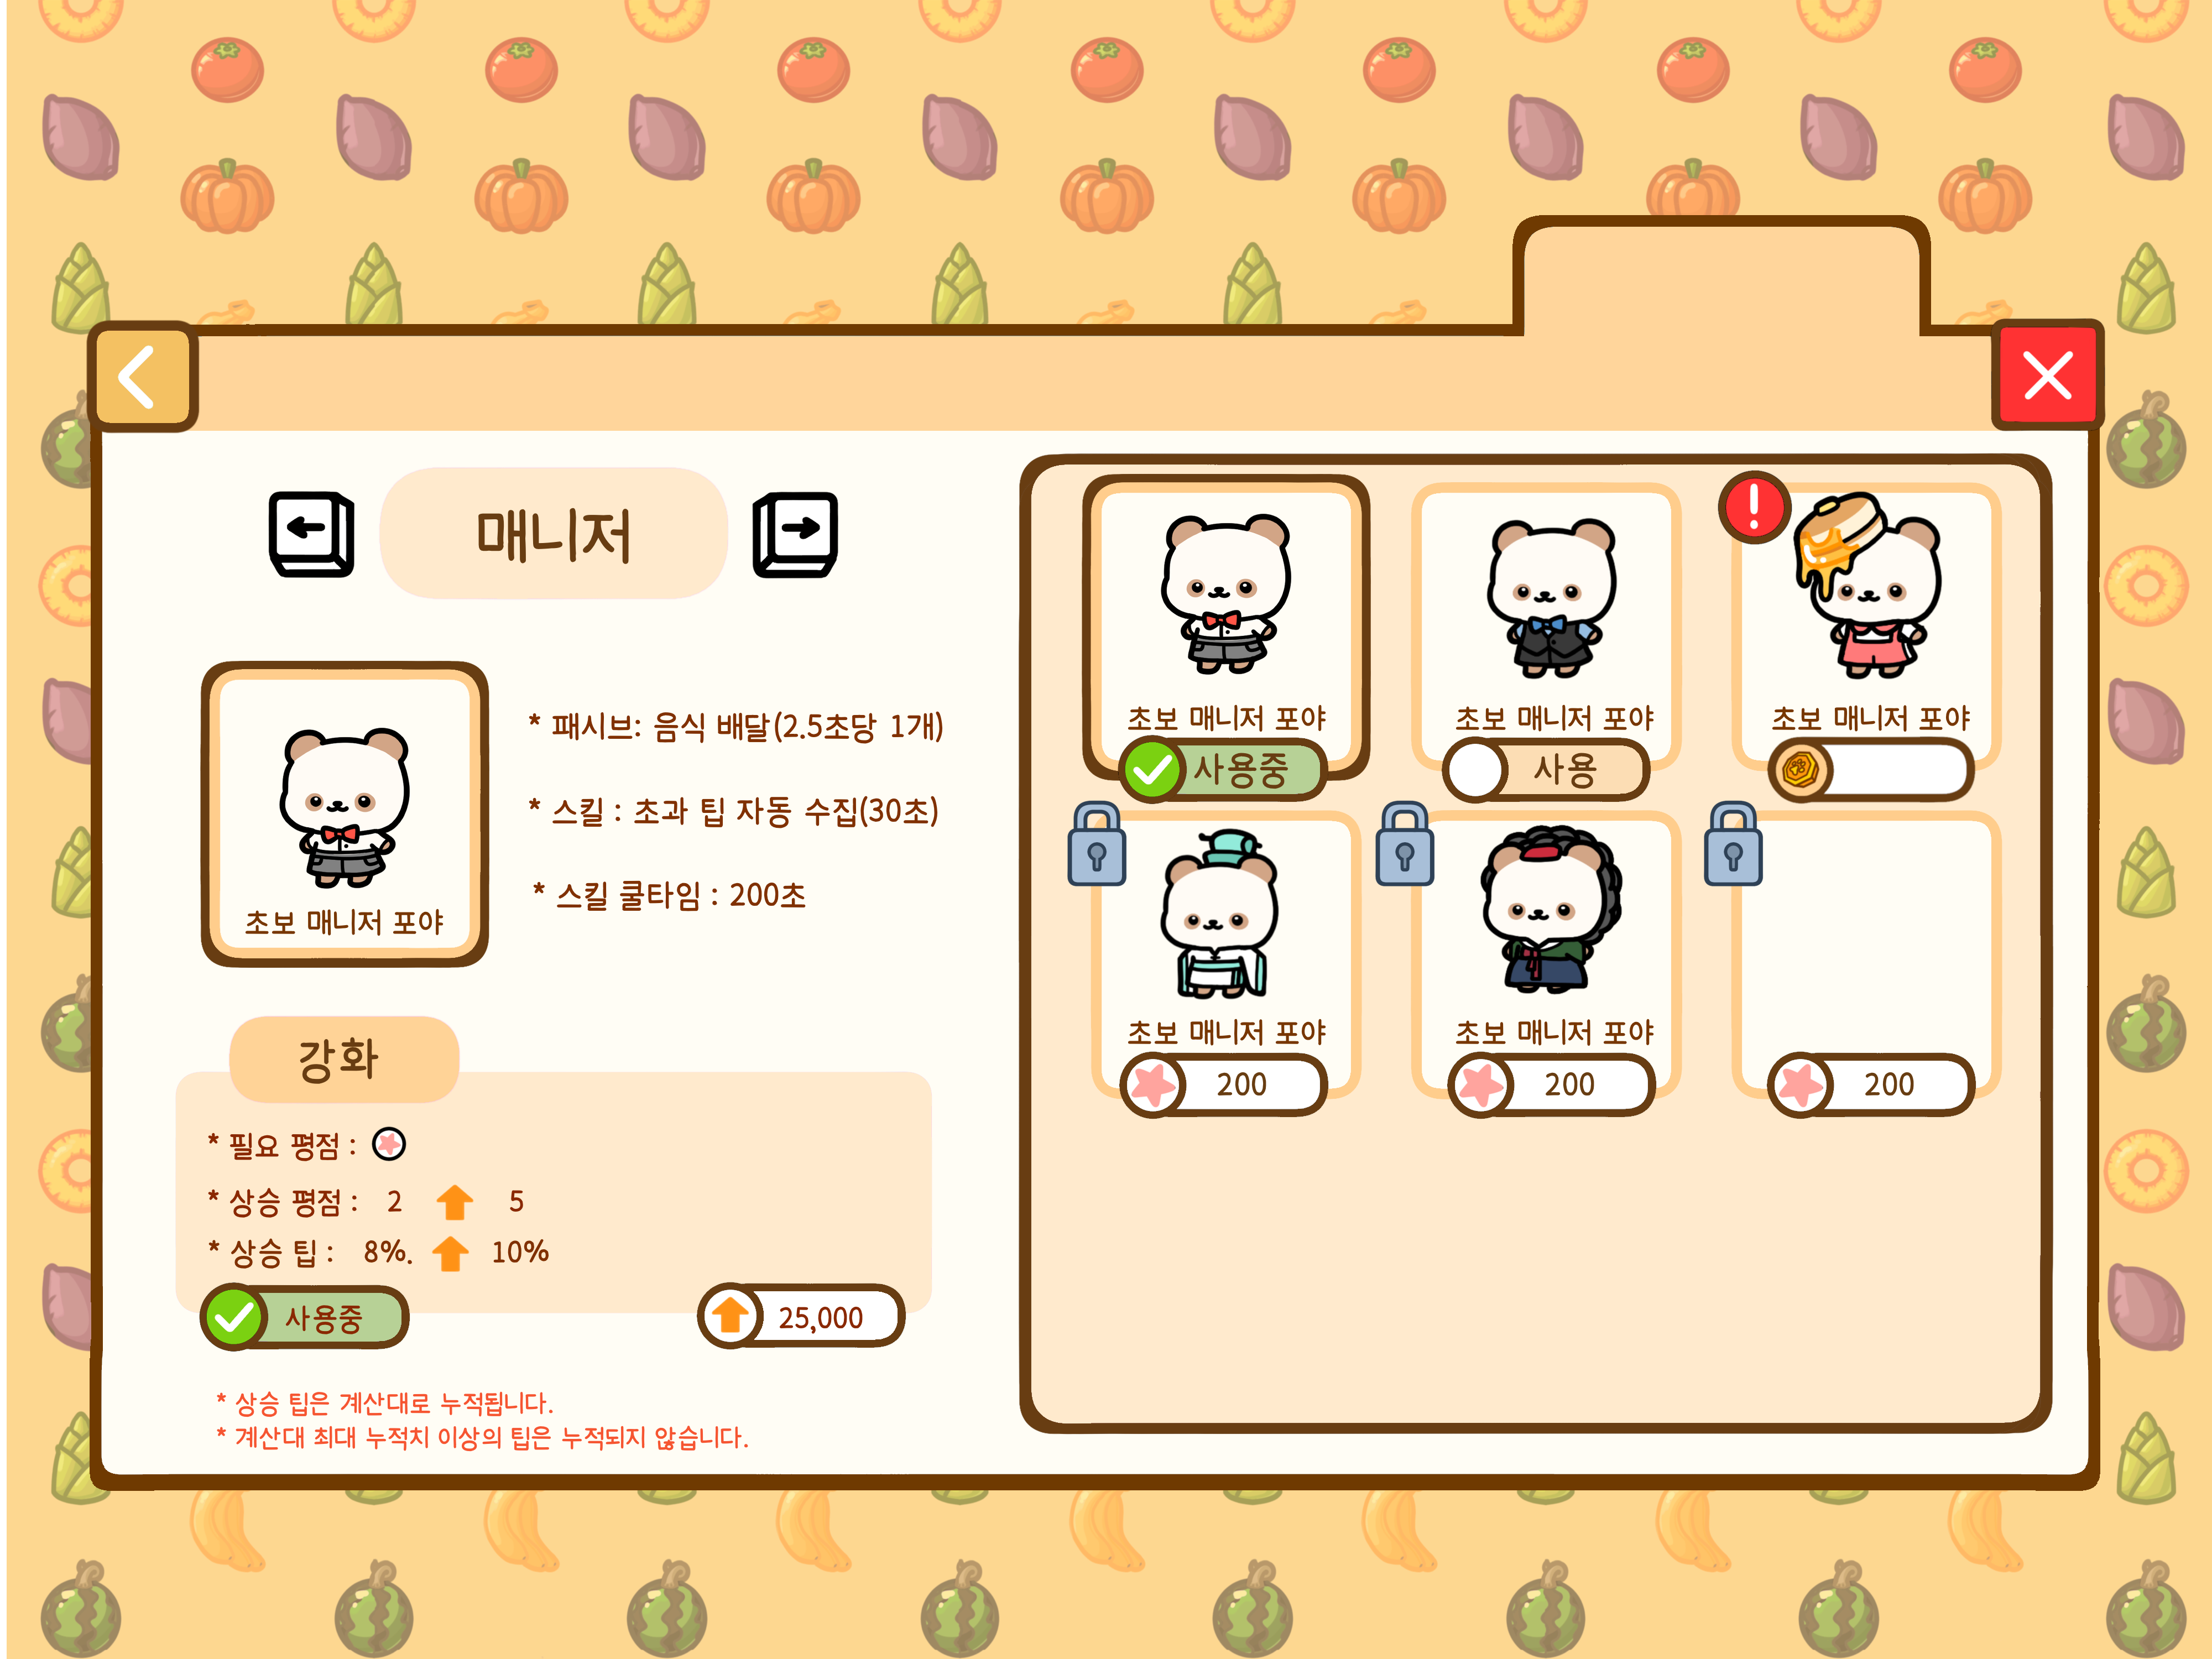 매니저
* 패시브: 음식 배달(2.5초당 1개)
* 스킬 : 초과 팁 자동 수집(30초)
* 스킬 쿨타임 : 200초
초보 매니저 포야
강화
* 필요 평점 :
* 상승 평점 : 2 5
* 상승 팁 : 8%. 10%
사용중
25,000
* 상승 팁은 계산대로 누적됩니다.
* 계산대 최대 누적치 이상의 팁은 누적되지 않습니다.
초보 매니저 포야
사용중
초보 매니저 포야
사용
초보 매니저 포야
초보 매니저 포야
200
초보 매니저 포야
200
200